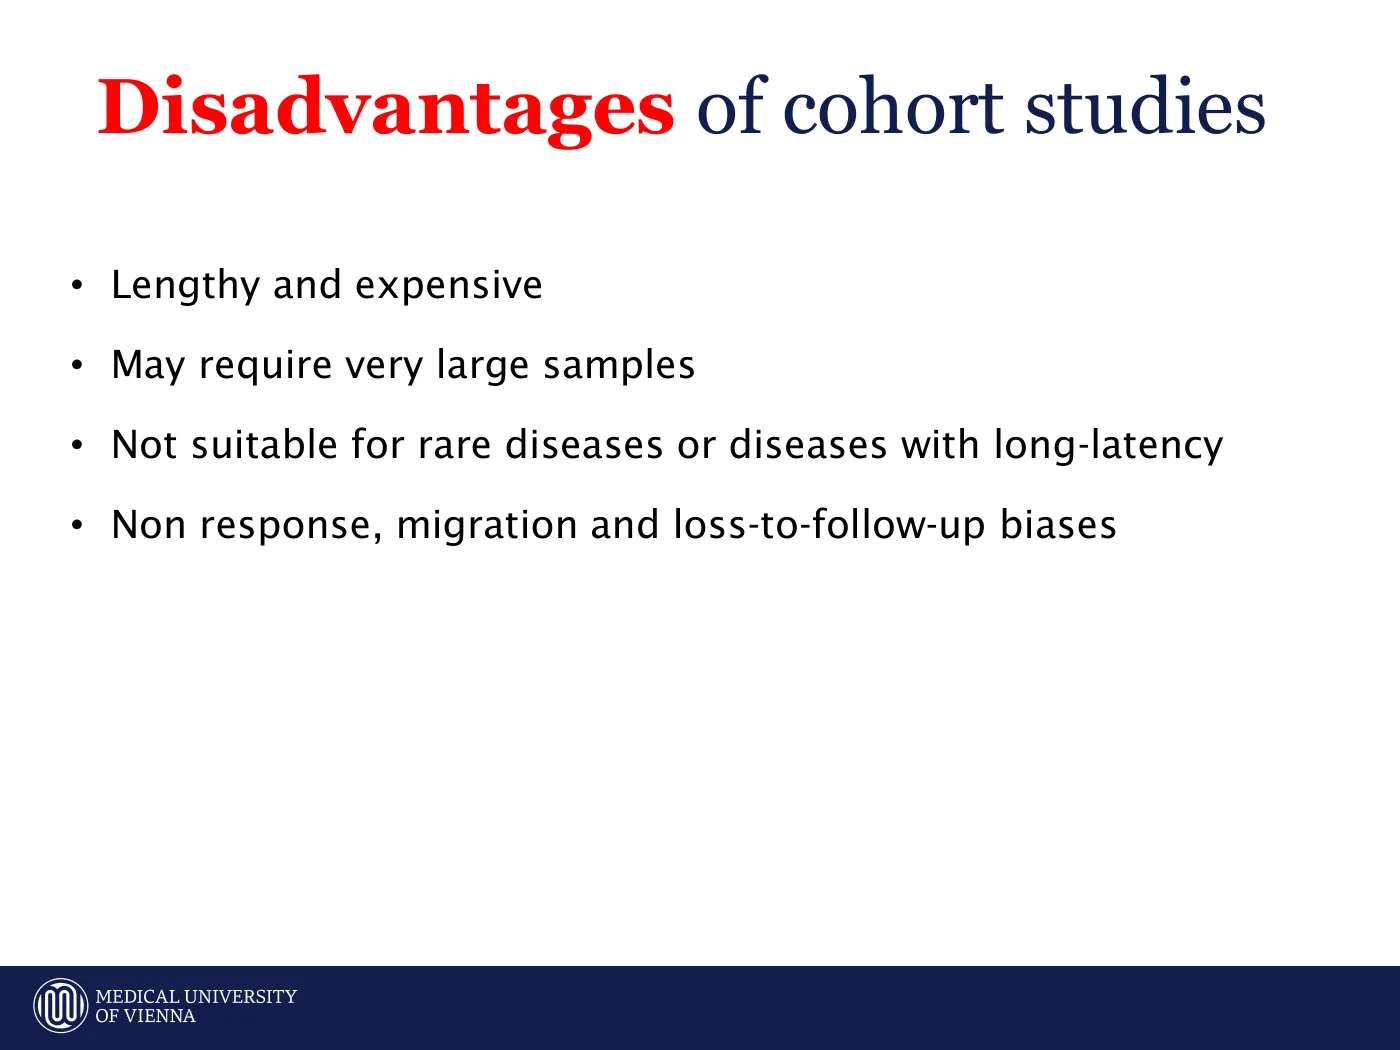 Disadvantages of cohort studies
• Lengthy and expensive
• May require very large samples
• Not suitable for rare diseases or diseases with long-latency
• Non response, migration and loss-to-follow-up biases
MEDICAL UNIVERSITY
OF VIENNA